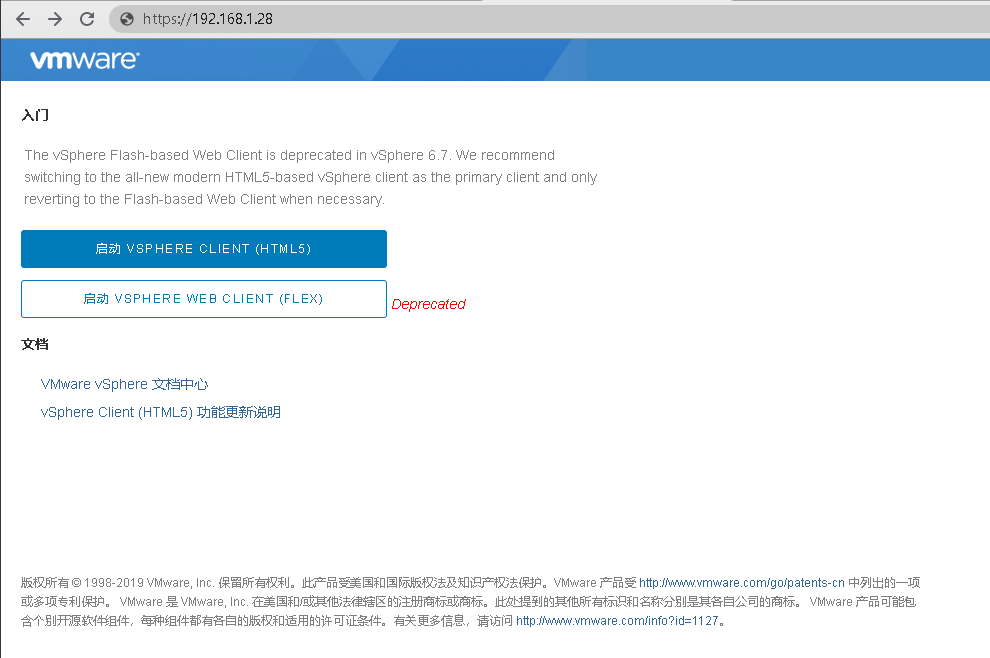 https://192.168.1.28
vmware
入门
The vSphere Flash-based Web Client is deprecated in vSphere 6.7. We recommend
switching to the all-new modern HTML5-based vSphere client as the primary client and only
reverting to the Flash-based Web Client when necessary.
启动 VSPHERE CLIENT (HTML5)
启动 VSPHERE WEB CLIENT (FLEX)
Deprecated
文档
VMware vSphere 文档中心
vSphere Client (HTML5) 功能更新说明
版权所有 © 1998-2019 VMware, Inc. 保留所有权利。此产品受美国和国际版权法及知识产权法保护。VMware 产品受 http://www.vmware.com/go/patents-cn 中列出的一项
或多项专利保护。 VMware 是 VMware, Inc. 在美国和/或其他法律辖区的注册商标或商标。此处提到的其他所有标识和名称分别是其各自公司的商标。 VMware 产品可能包
含个别开源软件组件，每种组件都有各自的版权和适用的许可证条件。有关更多信息，请访问 http://www.vmware.com/info?id=1127。